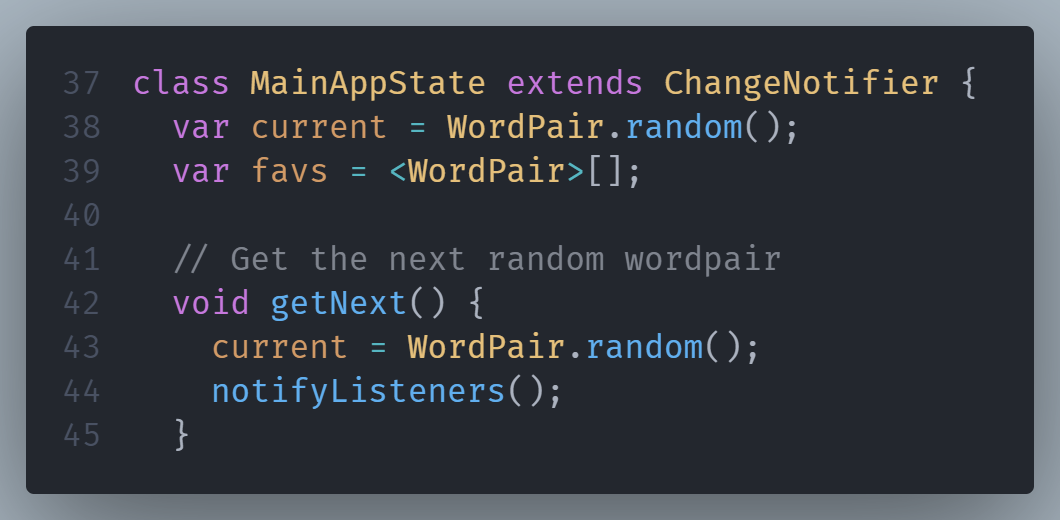 37 class MainAppState extends ChangeNotifier {
38   var current = WordPair.random();
39   var favs = <WordPair>[];
40
41   // Get the next random wordpair
42   void getNext() {
43     current = WordPair.random();
44     notifyListeners();
45   }